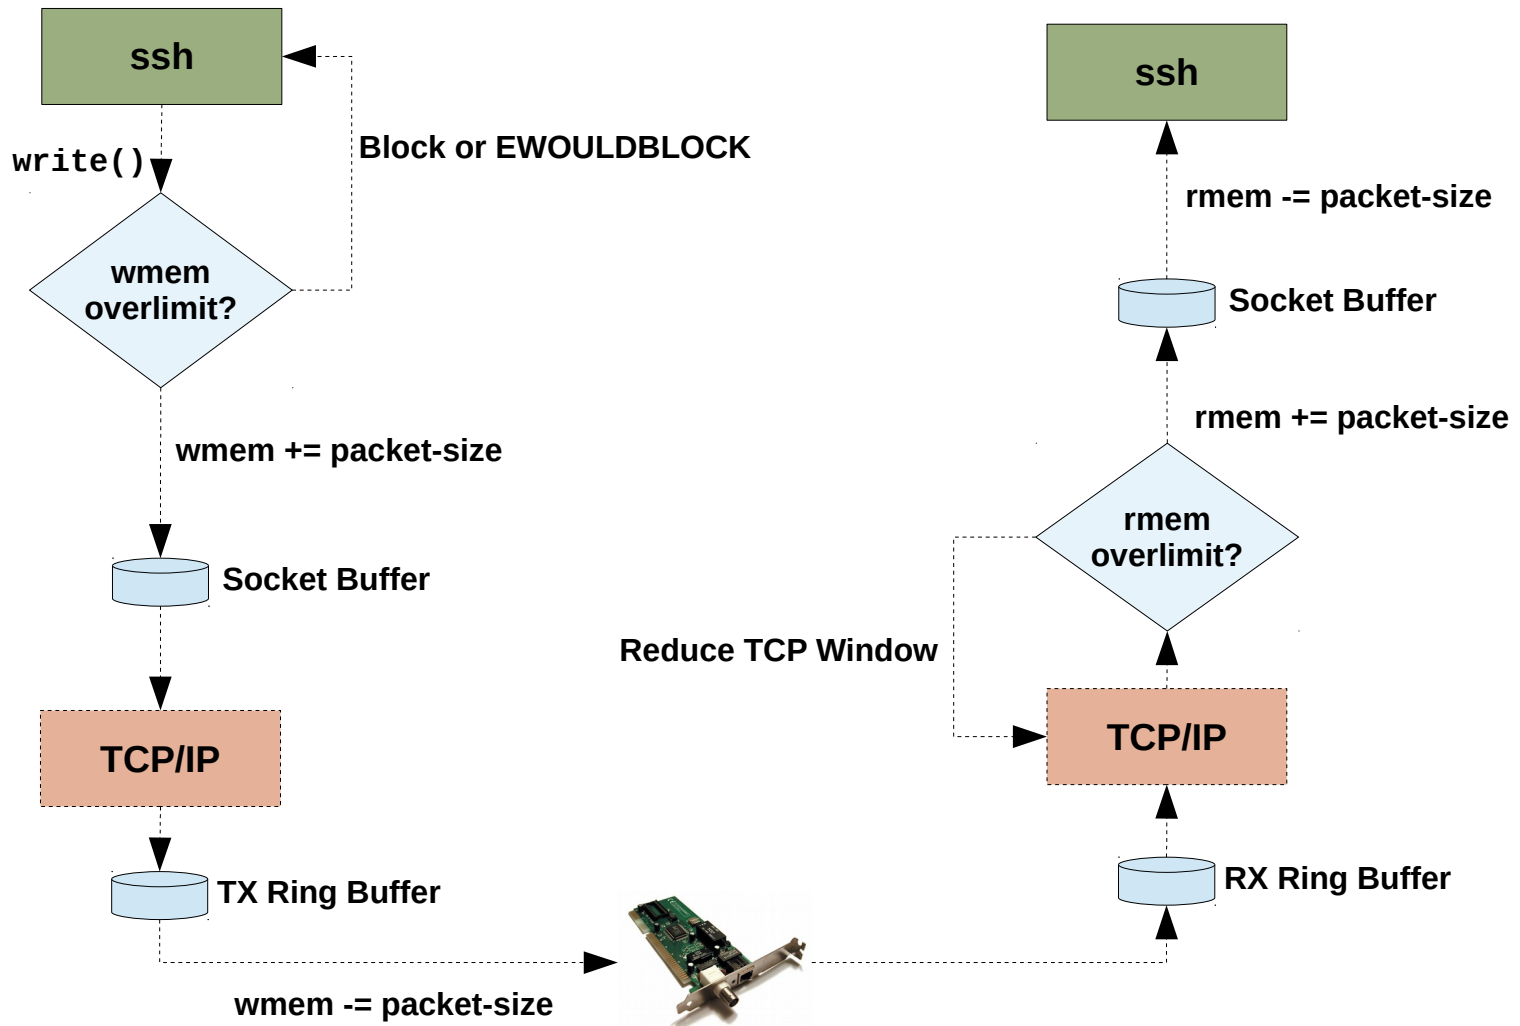 ssh
write()
Block or EWOULDBLOCK
wmem
overlimit?
wmem += packet-size
Socket Buffer
TCP/IP
TX Ring Buffer
wmem -= packet-size
ssh
rmem -= packet-size
Socket Buffer
rmem += packet-size
rmem
overlimit?
Reduce TCP Window
TCP/IP
RX Ring Buffer